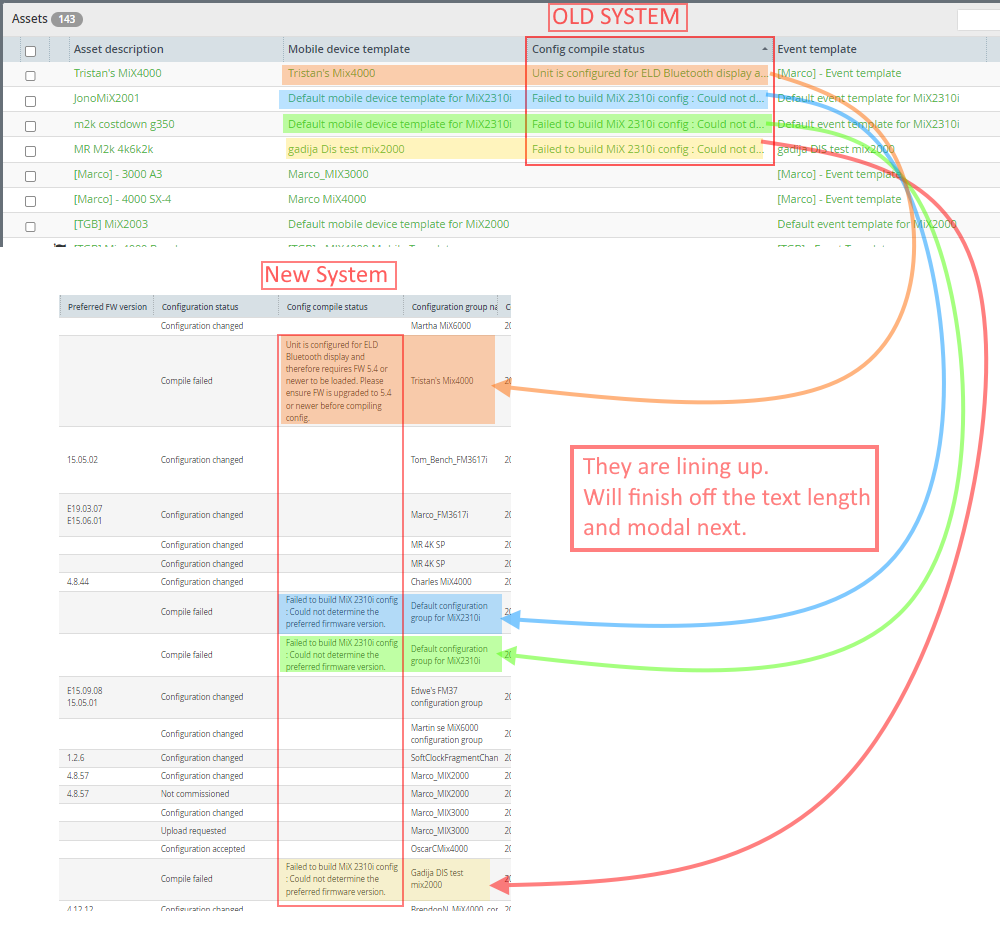 OLD SYSTEM
Assets 143
Asset description Mobile device template Config compile status Event template
Tristan's MiX4000 Tristan's Mix4000 Unit is configured for ELD Bluetooth display a... [Marco] - Event template
JonoMiX2001 Default mobile device template for MiX2310i Failed to build MiX 2310i config : Could not d... Default event template for MiX2310i
m2k costdown g350 Default mobile device template for MiX2310i Failed to build MiX 2310i config : Could not d... Default event template for MiX2310i
MR M2k 4k6k2k gadija Dis test mix2000 Failed to build MiX 2310i config : Could not d... gadija DIS test mix2000
[Marco] - 3000 A3 Marco_MIX3000 [Marco] - Event template
[Marco] - 4000 SX-4 Marco MiX4000 [Marco] - Event template
[TGB] MiX2003 Default mobile device template for MiX2000 Default event template for MiX2000
New System
Preferred FW version Configuration status Config compile status Configuration group na C
Configuration changed Martha MiX6000 20
Unit is configured for ELD
Bluetooth display and
therefore requires FW 5.4 or
newer to be loaded. Please
ensure FW is upgraded to 5.4
or newer before compiling
config.
Compile failed Tristan's Mix4000 20
15.05.02 Configuration changed Tom_Bench_FM3617i 20
E19.03.07
E15.06.01
Configuration changed Marco_FM3617i 20
Configuration changed MR 4K SP 20
Configuration changed MR 4K SP 20
4.8.44 Configuration changed Charles MiX4000 20
Compile failed
Failed to build MiX 2310i config
: Could not determine the
preferred firmware version.
Default configuration
group for MiX2310i
Compile failed
Failed to build MiX 2310i config
: Could not determine the
preferred firmware version.
Default configuration
group for MiX2310i
E15.09.08
15.05.01
Configuration changed
Edwe's FM37
configuration group
20
Configuration changed
Martin se MiX6000
configuration group
20
1.2.6 Configuration changed SoftClockFragmentChan 20
4.8.57 Configuration changed Marco_MIX2000 20
4.8.57 Not commissioned Marco_MIX2000 20
Configuration changed Marco_MIX3000 20
Upload requested Marco_MIX3000 20
Configuration accepted OscarCMix4000 20
Compile failed
Failed to build MiX 2310i config
: Could not determine the
preferred firmware version.
Gadija DIS test
mix2000
4.12.12 Configuration changed BrendonN_MiX4000_cor 20
They are lining up.
Will finish off the text length
and modal next.